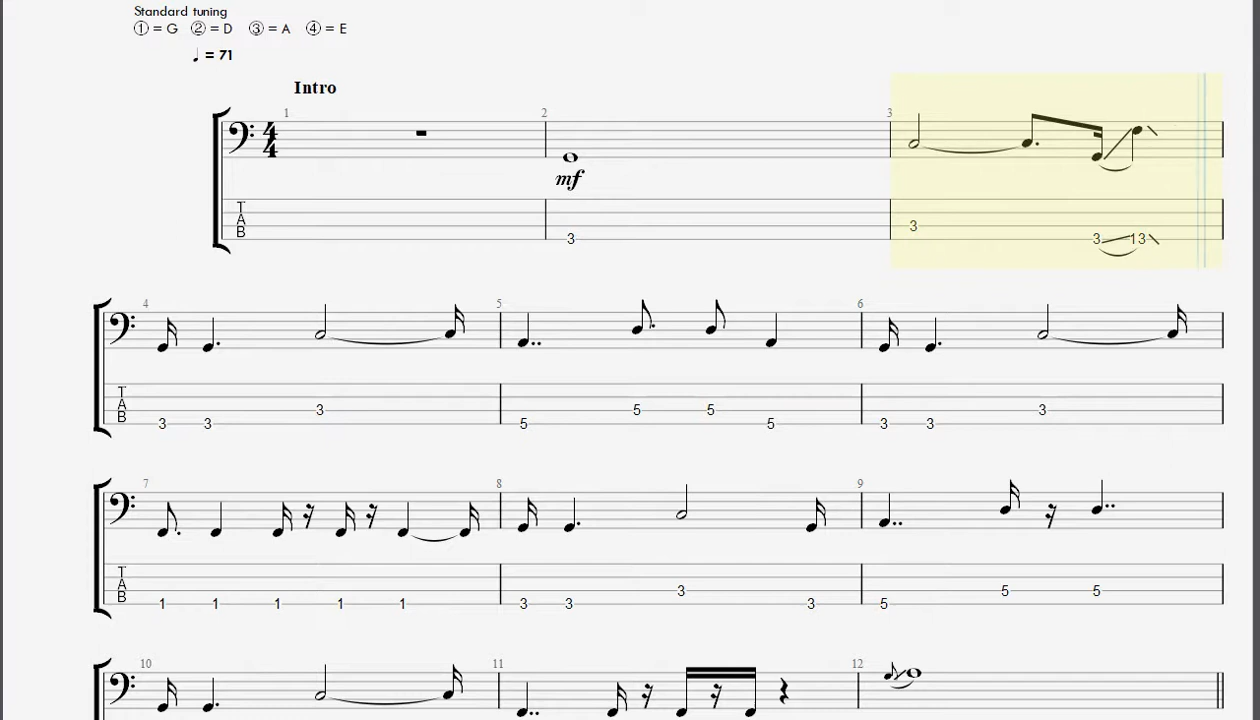 Standard tuning
① = G ② = D ③ = A ④ = E
♩ = 71
Intro
1 2 3
4/4
mf
T A B 3 3 3 13
4 5 6
T A B 3 3 3 5 5 5 5 3 3 3
7 8 9
T A B 1 1 1 1 1 3 3 3 3 5 5 5
10 11 12